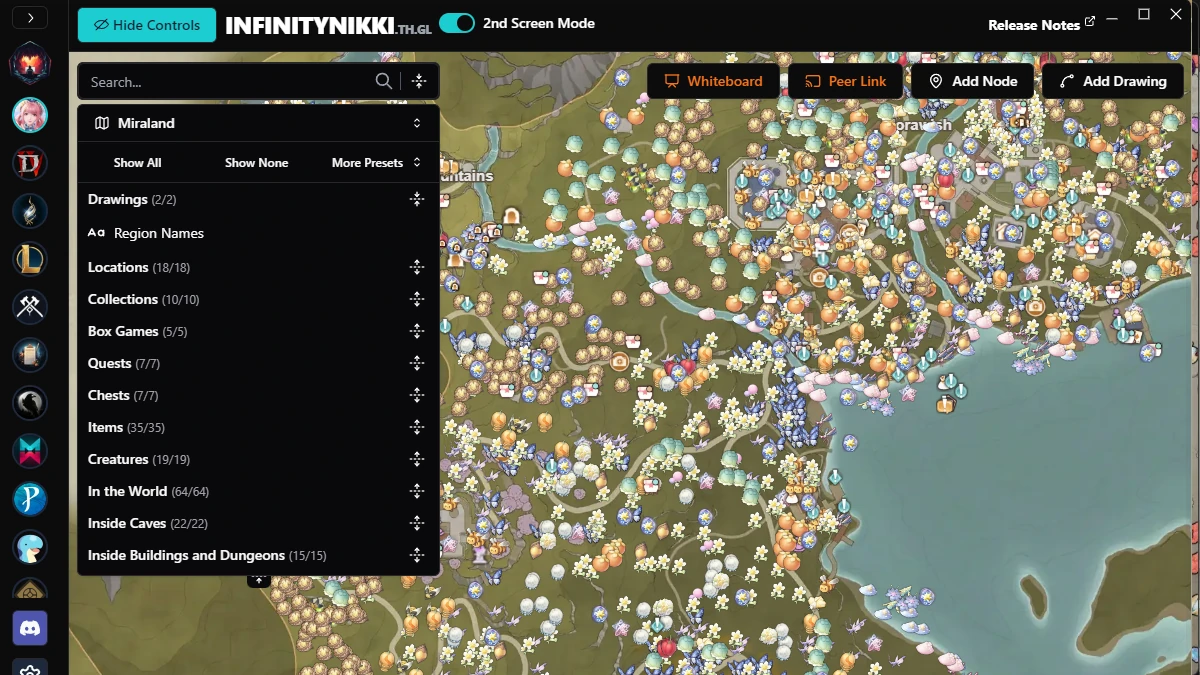 Hide Controls
INFINITYNIKKI.TH.GL
2nd Screen Mode
Release Notes
Search...
Whiteboard
Peer Link
Add Node
Add Drawing
Miraland
Show All
Show None
More Presets
Drawings (2/2)
Aa Region Names
Locations (18/18)
Collections (10/10)
Box Games (5/5)
Quests (7/7)
Chests (7/7)
Items (35/35)
Creatures (19/19)
In the World (64/64)
Inside Caves (22/22)
Inside Buildings and Dungeons (15/15)